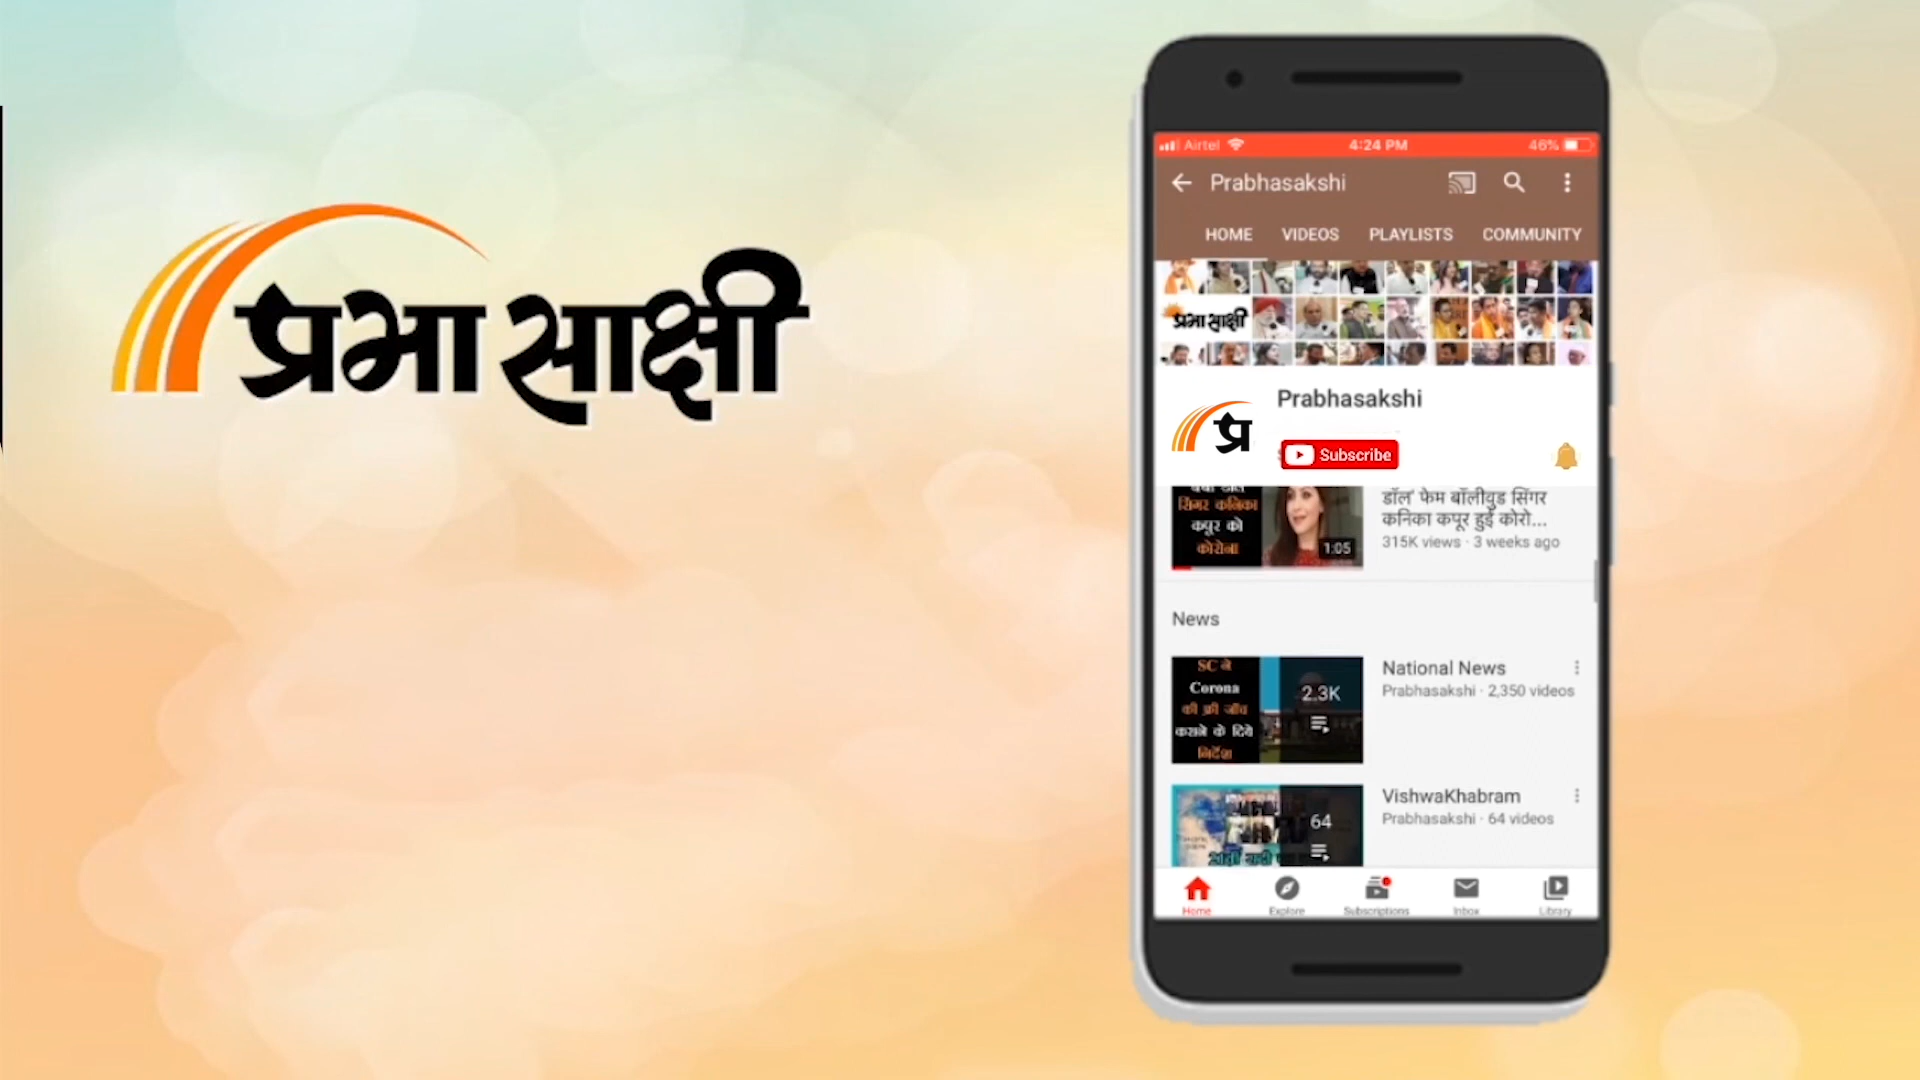 प्रभासाक्षी
Airtel 4:24 PM 46%
Prabhasakshi
HOME VIDEOS PLAYLISTS COMMUNITY
प्रभासाक्षी
Prabhasakshi
प्र
Subscribe
सिंगर कनिका
कपूर को
कोरोना
1:05
डॉल' फेम बॉलीवुड सिंगर
कनिका कपूर हुई कोरो...
315K views · 3 weeks ago
News
SC ने
Corona
की फ्री जाँच
कराने के दिये
निर्देश
2.3K
National News
Prabhasakshi · 2,350 videos
64
VishwaKhabram
Prabhasakshi · 64 videos
Home Explore Subscriptions Inbox Library